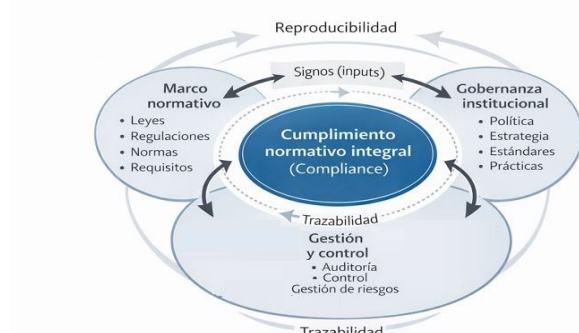 Reproducibilidad
Signos (inputs)
Marco
normativo
• Leyes
• Regulaciones
• Normas
• Requisitos
Gobernanza
institucional
• Política
• Estrategia
• Estándares
• Prácticas
Cumplimiento
normativo integral
(Compliance)
Trazabilidad
Gestión
y control
• Auditoría
• Control
Gestión de riesgos
Trazabilidad